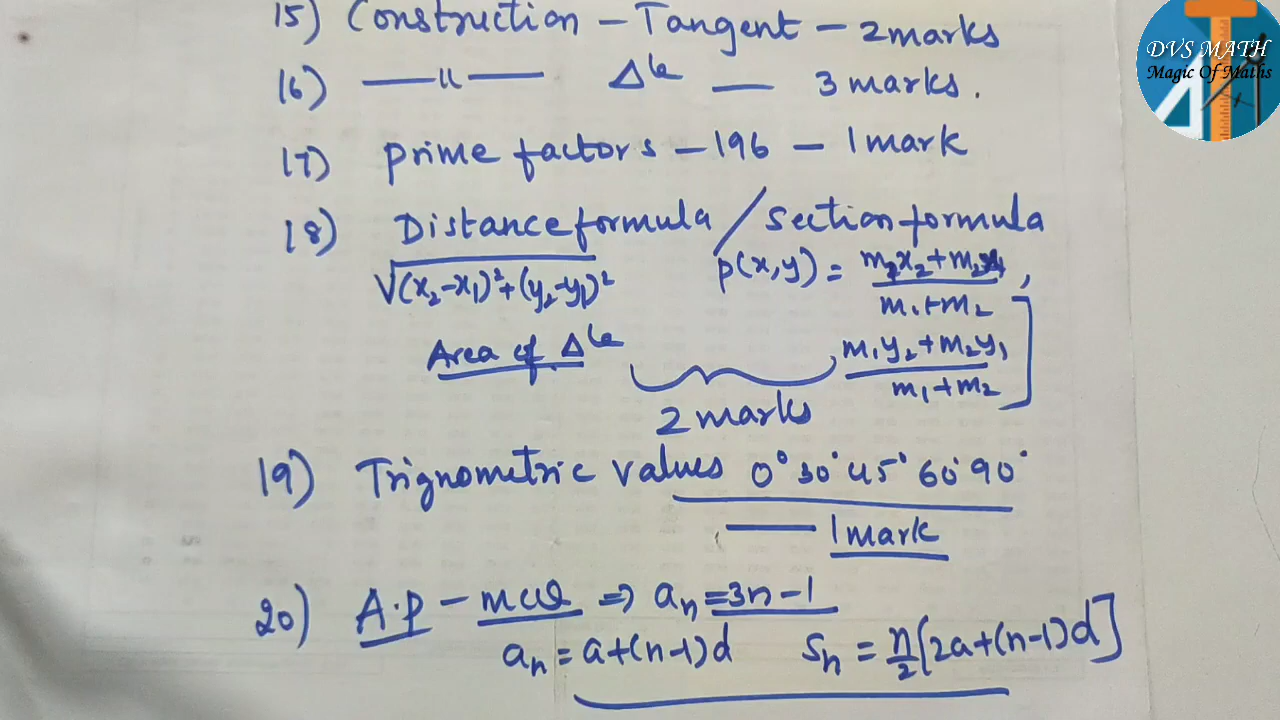 15) Construction - Tangent - 2marks
DVS MATH
Magic Of Maths
16) —— 〃 —— Δle — 3 marks.
17) prime factors - 196 - 1mark
18) Distance formula / Section formula
√(x₂-x₁)²+(y₂-y₁)² p(x,y) = m₁x₂+m₂x₁ ,
m₁+m₂
Area of Δle , m₁y₂+m₂y₁
m₁+m₂
2 marks
19) Trignometric values 0° 30° 45° 60° 90°
—— 1mark
20) A.p - mcQ ⇒ aₙ=3n-1
aₙ = a+(n-1)d Sₙ = n/2[2a+(n-1)d]